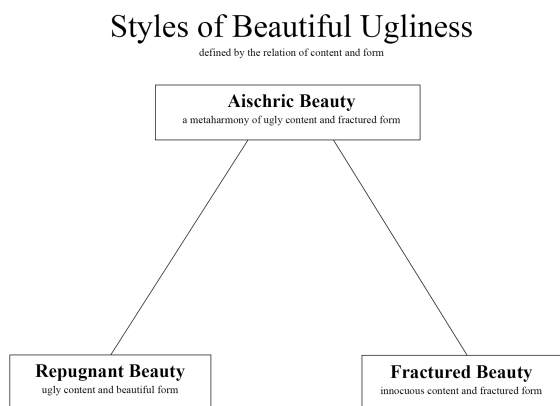 Styles of Beautiful Ugliness
defined by the relation of content and form
Aischric Beauty
a metaharmony of ugly content and fractured form
Repugnant Beauty
ugly content and beautiful form
Fractured Beauty
innocuous content and fractured form